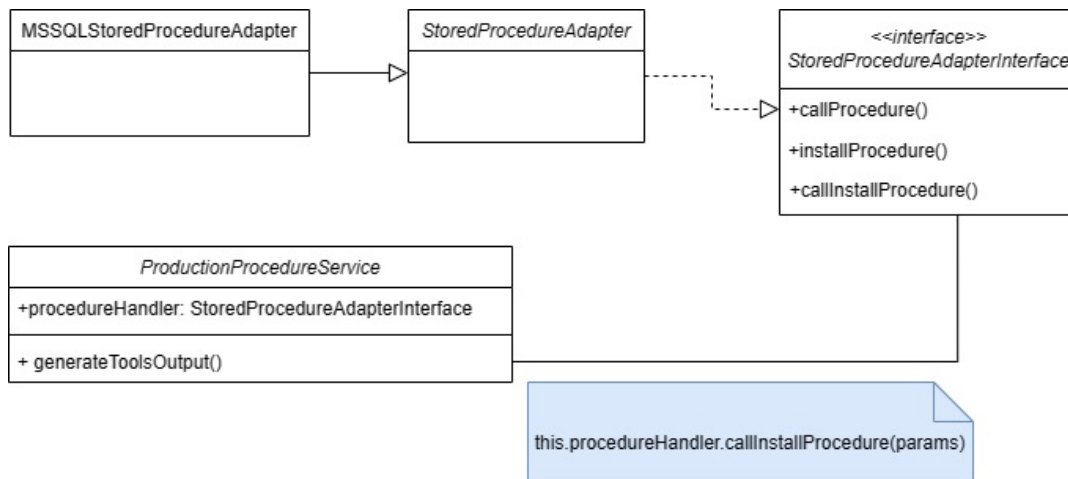 MSSQLStoredProcedureAdapter
StoredProcedureAdapter
<<interface>>
StoredProcedureAdapterInterface
+callProcedure()
+installProcedure()
+callInstallProcedure()
ProductionProcedureService
+procedureHandler: StoredProcedureAdapterInterface
+ generateToolsOutput()
this.procedureHandler.callInstallProcedure(params)